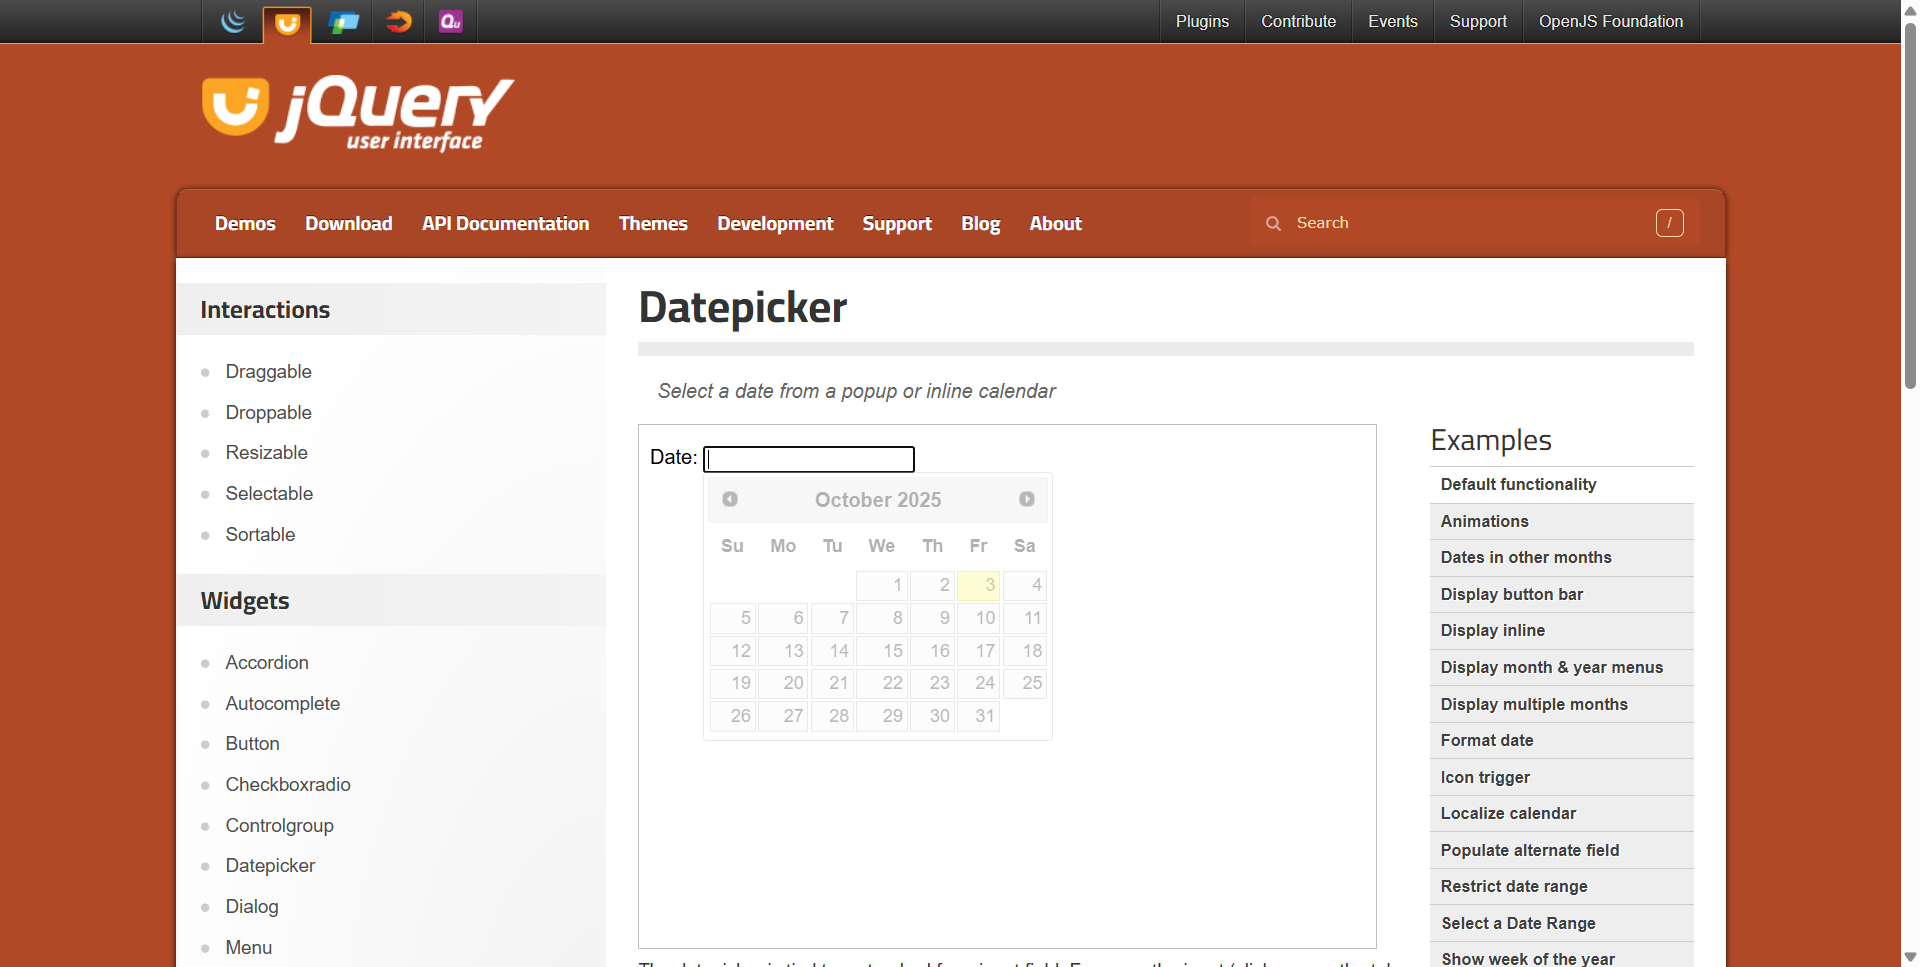 Qu
Plugins Contribute Events Support OpenJS Foundation
jQuery
user interface
Demos Download API Documentation Themes Development Support Blog About Search /
Interactions
Draggable
Droppable
Resizable
Selectable
Sortable
Widgets
Accordion
Autocomplete
Button
Checkboxradio
Controlgroup
Datepicker
Dialog
Menu
Datepicker
Select a date from a popup or inline calendar
Date:
October 2025
Su Mo Tu We Th Fr Sa
1 2 3 4
5 6 7 8 9 10 11
12 13 14 15 16 17 18
19 20 21 22 23 24 25
26 27 28 29 30 31
Examples
Default functionality
Animations
Dates in other months
Display button bar
Display inline
Display month & year menus
Display multiple months
Format date
Icon trigger
Localize calendar
Populate alternate field
Restrict date range
Select a Date Range
Show week of the year